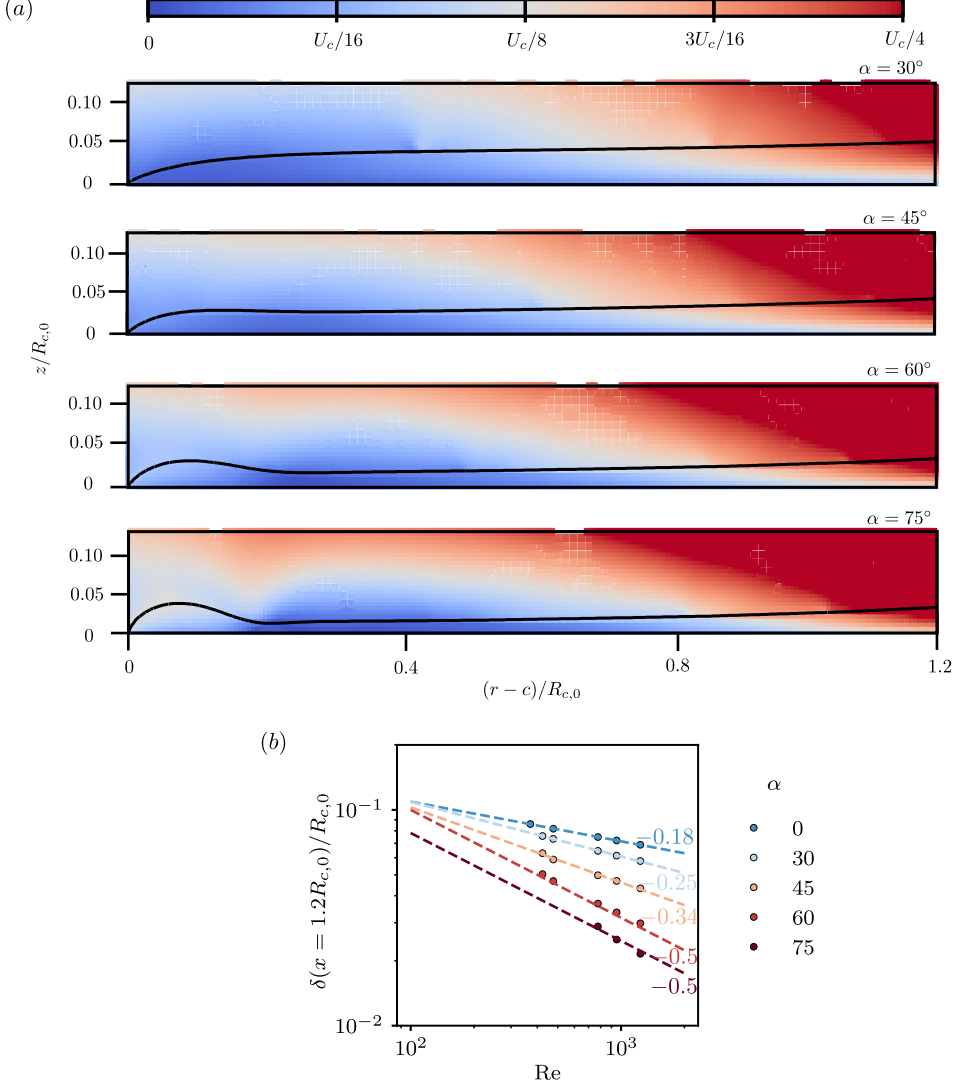 (a)
0 U_c/16 U_c/8 3U_c/16 U_c/4
α = 30°
0.10
0.05
0
α = 45°
0.10
0.05
0
z/R_{c,0}
α = 60°
0.10
0.05
0
α = 75°
0.10
0.05
0
0 0.4 0.8 1.2
(r − c)/R_{c,0}
(b)
δ(x = 1.2R_{c,0})/R_{c,0}
10^{−1}
10^{−2}
−0.18
−0.25
−0.34
−0.5
−0.5
10^2 10^3
Re
α
0
30
45
60
75